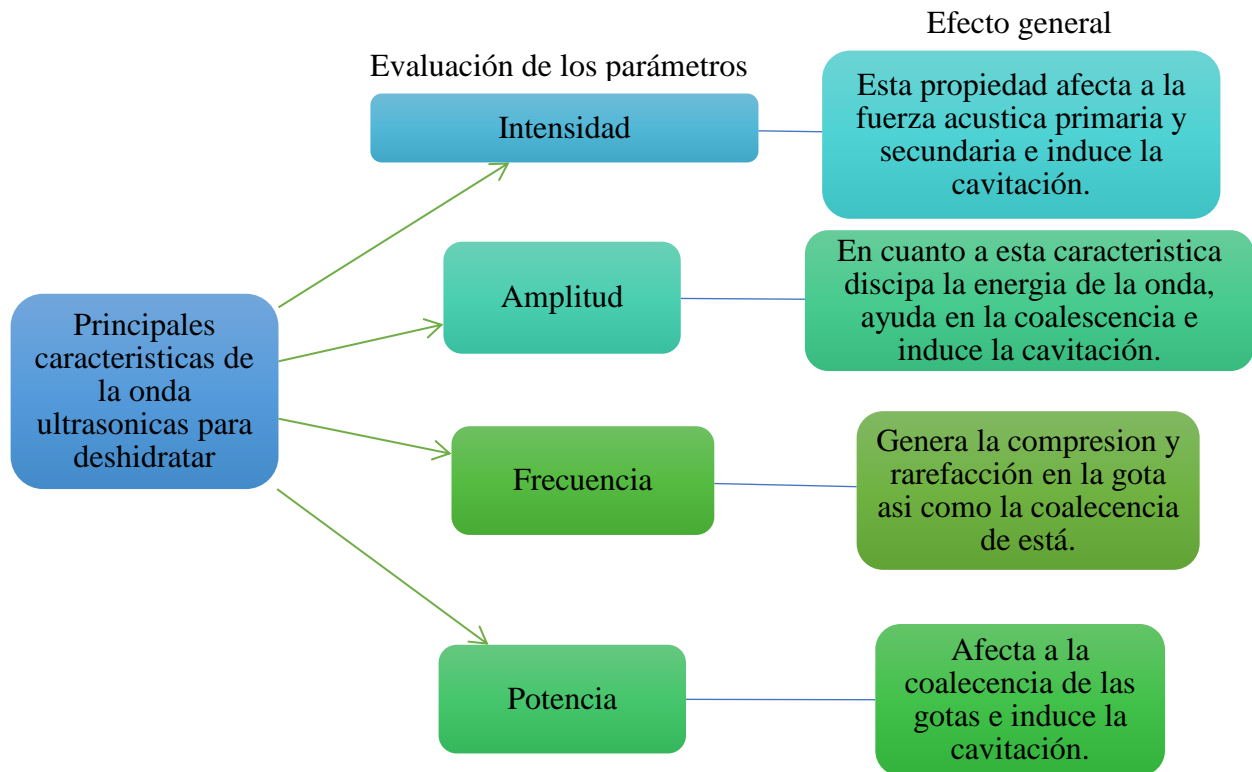 Efecto general
Evaluación de los parámetros
Intensidad
Esta propiedad afecta a la
fuerza acustica primaria y
secundaria e induce la
cavitación.
Principales
caracteristicas de
la onda
ultrasonicas para
deshidratar
Amplitud
En cuanto a esta caracteristica
discipa la energia de la onda,
ayuda en la coalescencia e
induce la cavitación.
Frecuencia
Genera la compresion y
rarefacción en la gota
asi como la coalecencia
de está.
Potencia
Afecta a la
coalecencia de las
gotas e induce la
cavitación.